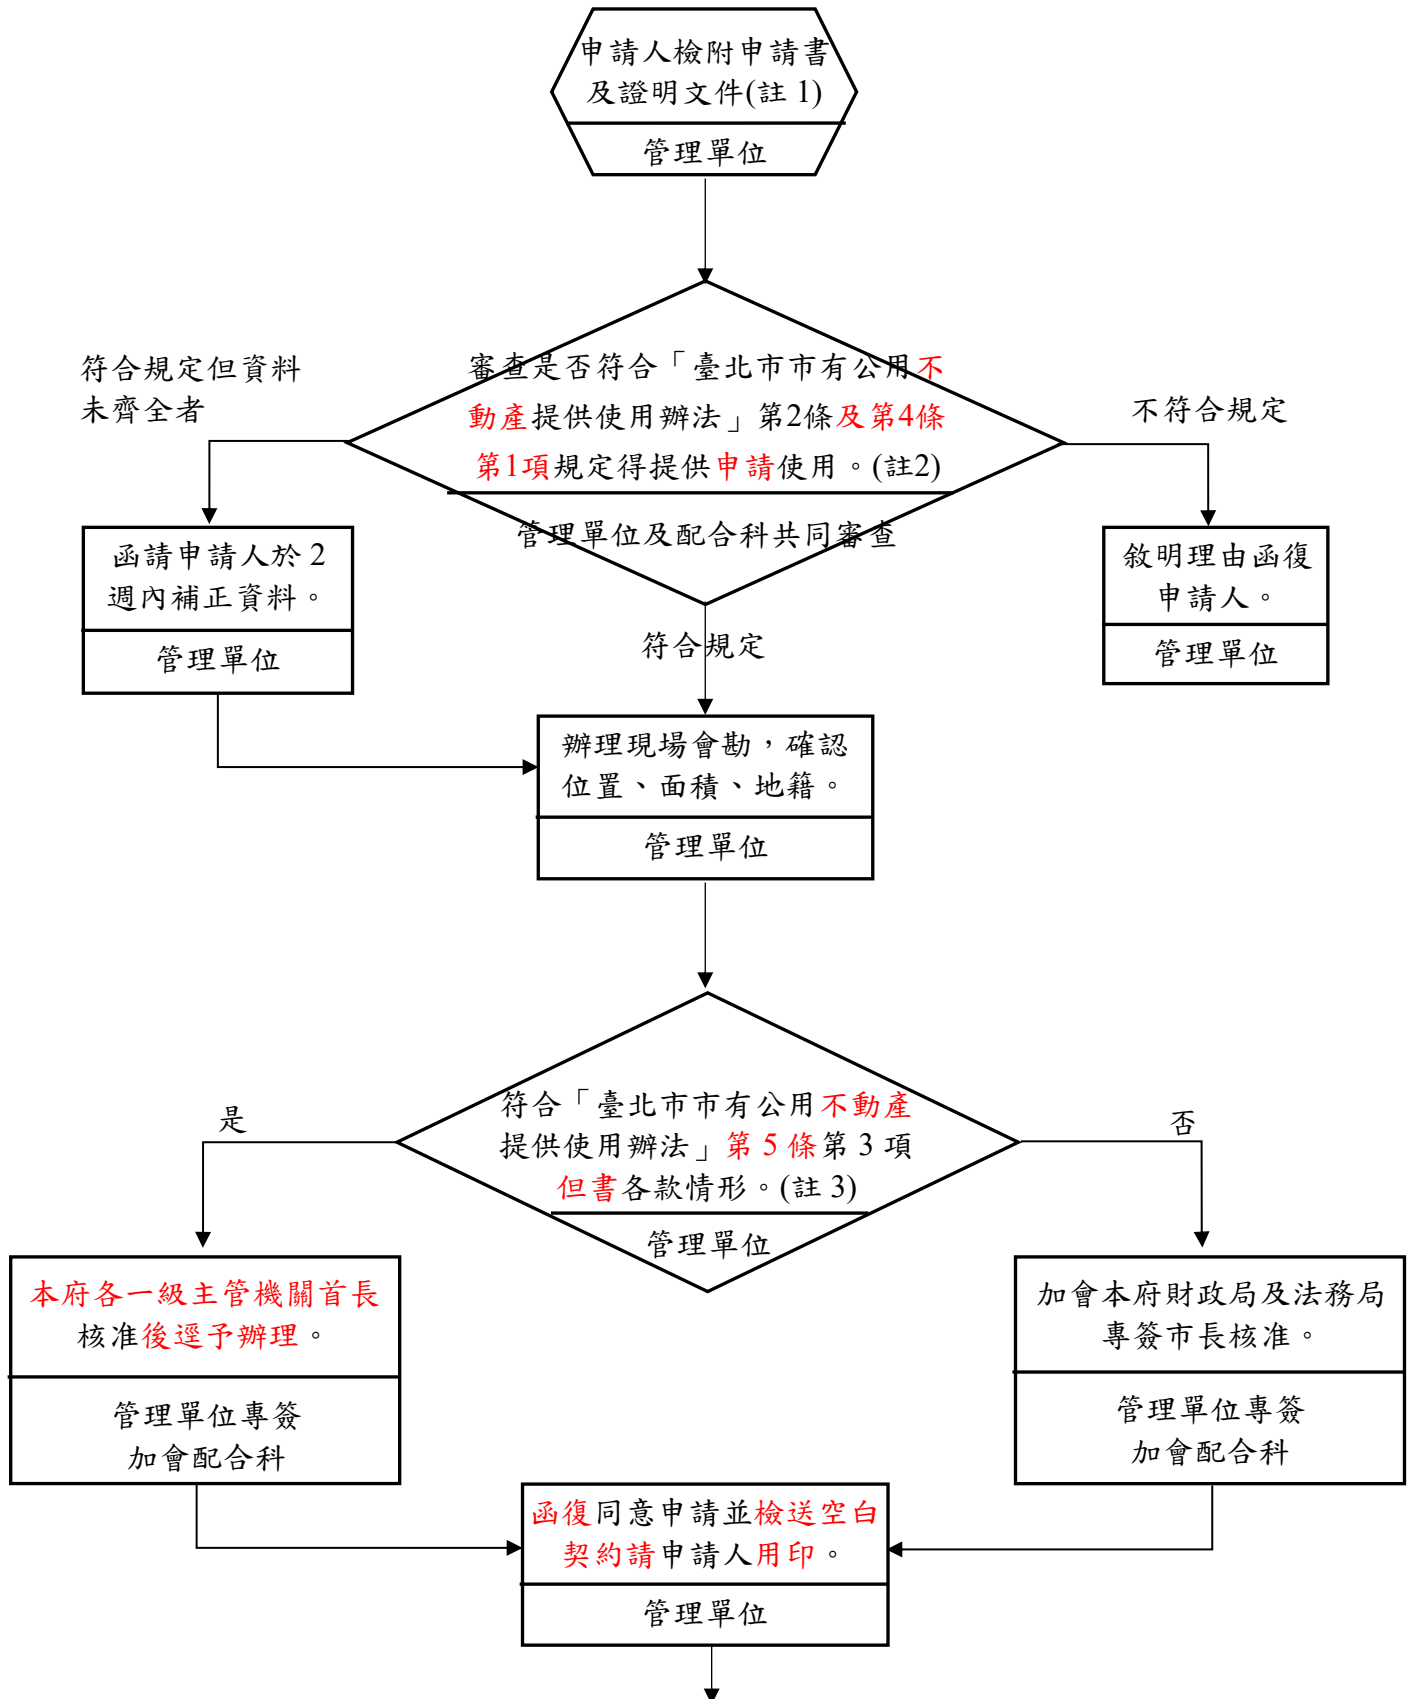 申請人檢附申請書
及證明文件(註 1)
管理單位
符合規定但資料
未齊全者
審查是否符合「臺北市市有公用不
動產提供使用辦法」第2條及第4條
第1項規定得提供申請使用。(註2)
管理單位及配合科共同審查
不符合規定
函請申請人於 2
週內補正資料。
管理單位
敘明理由函復
申請人。
管理單位
符合規定
辦理現場會勘，確認
位置、面積、地籍。
管理單位
是
符合「臺北市市有公用不動產
提供使用辦法」第 5 條第 3 項
但書各款情形。(註 3)
管理單位
否
本府各一級主管機關首長
核准後逕予辦理。
管理單位專簽
加會配合科
加會本府財政局及法務局
專簽市長核准。
管理單位專簽
加會配合科
函復同意申請並檢送空白
契約請申請人用印。
管理單位